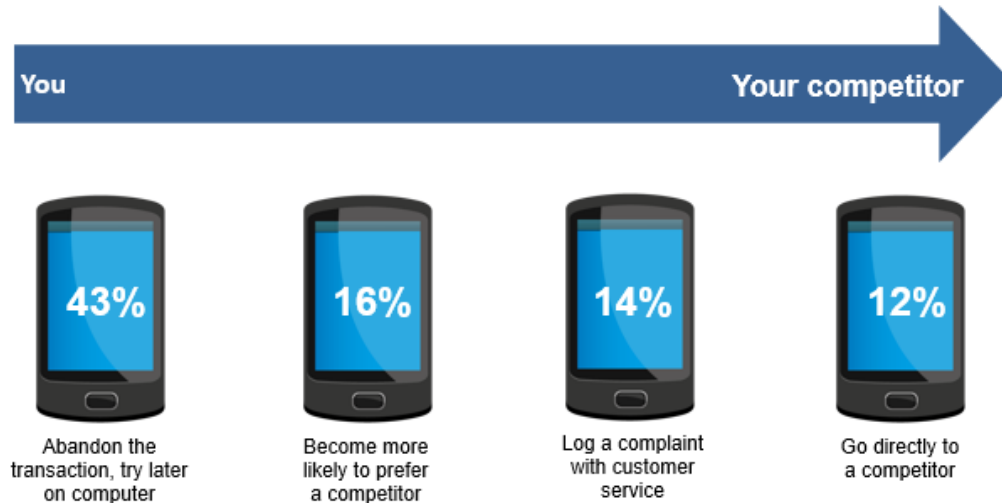 You
Your competitor
43%
16%
14%
12%
Abandon the
transaction, try later
on computer
Become more
likely to prefer
a competitor
Log a complaint
with customer
service
Go directly to
a competitor